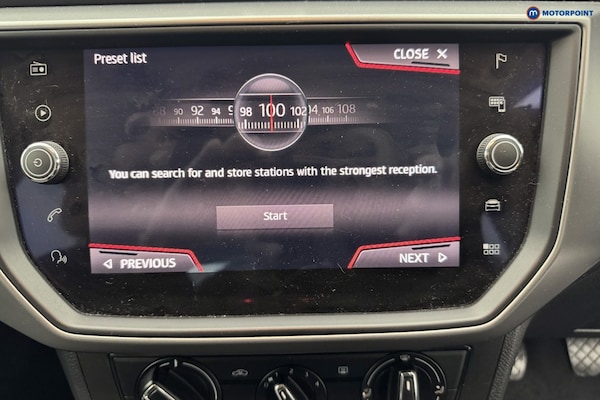 MOTORPOINT
Preset list
CLOSE ×
88 90 92 94 98 100 102 104 106 108
You can search for and store stations with the strongest reception.
Start
PREVIOUS
NEXT